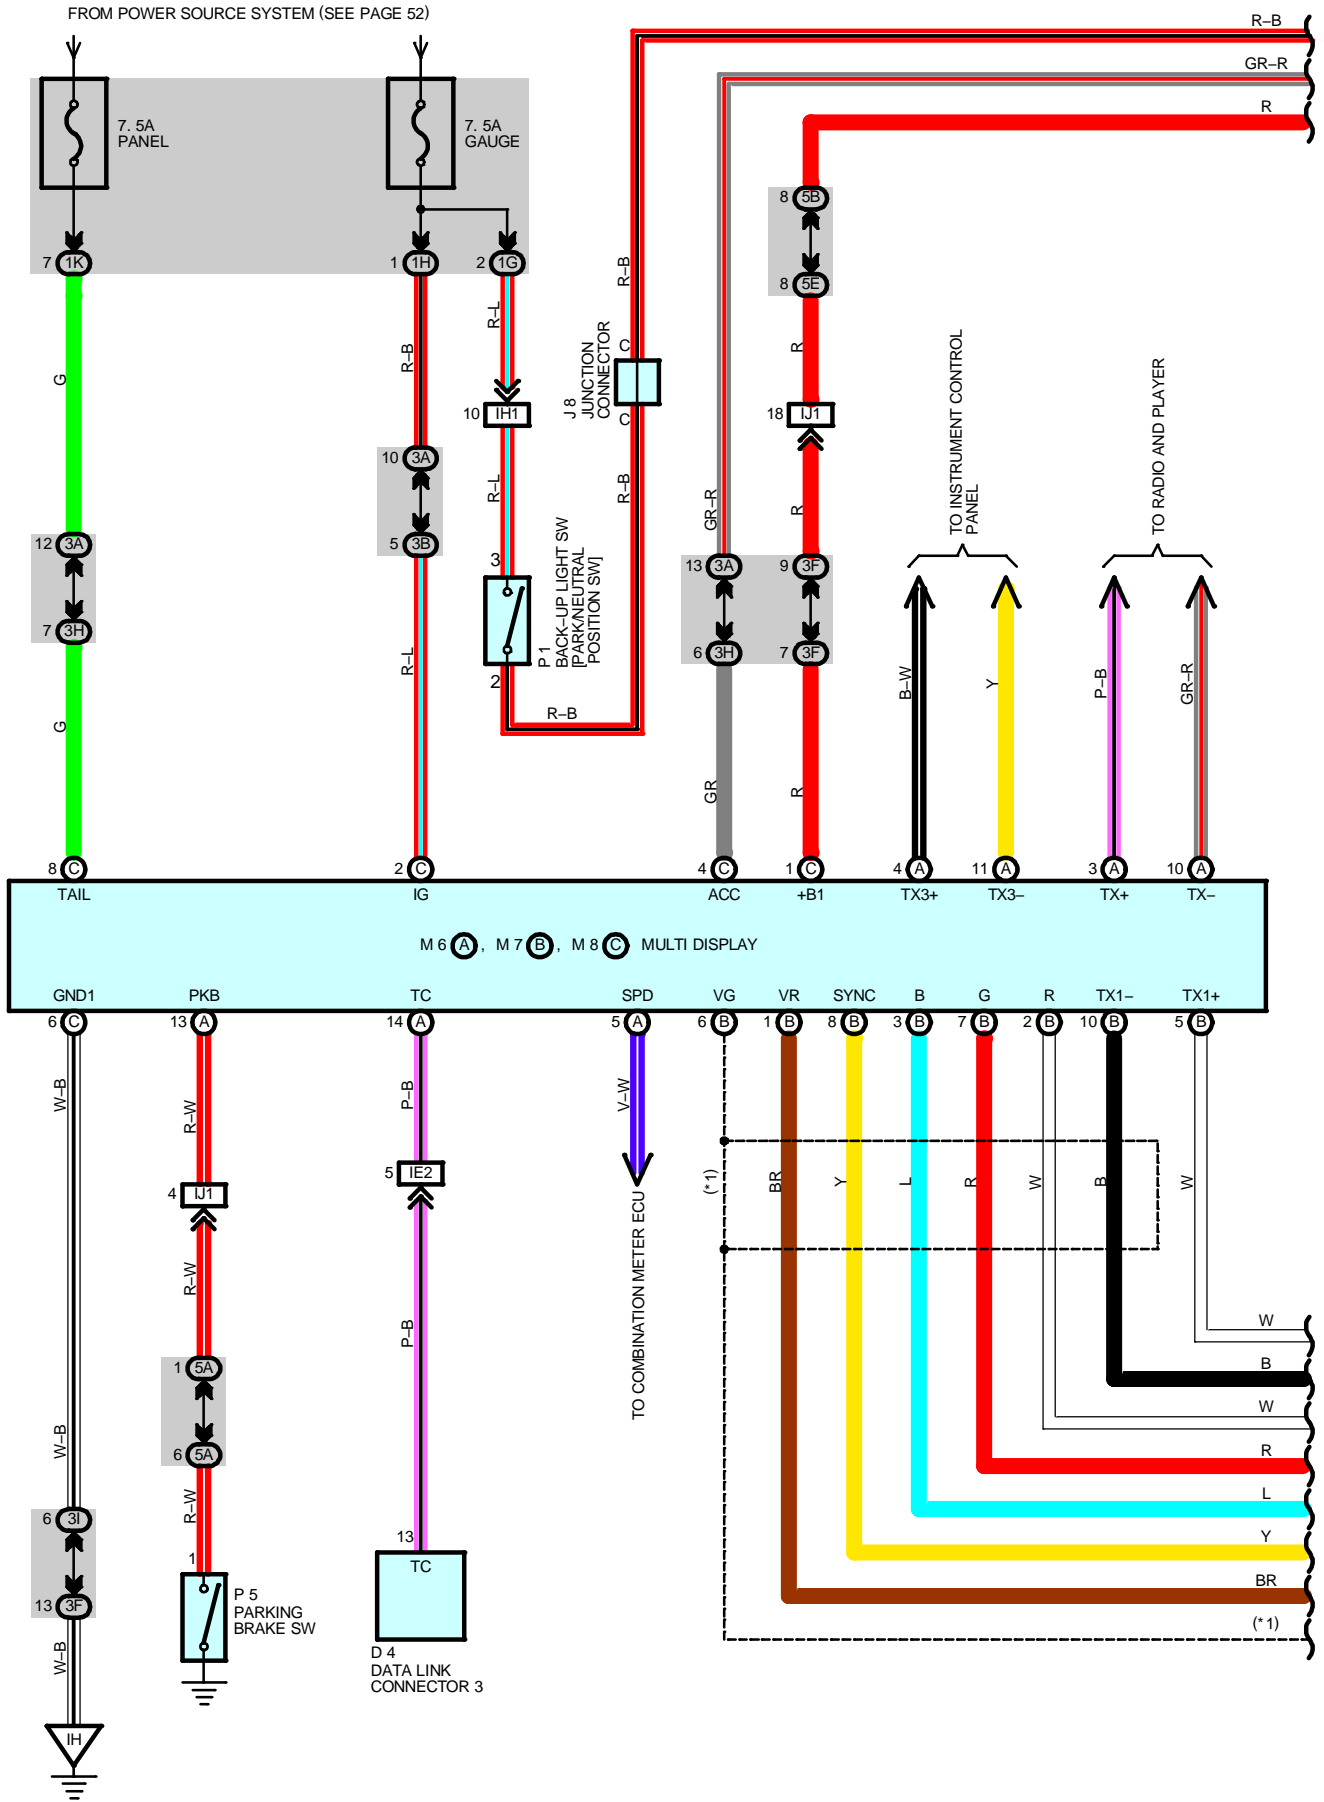 FROM POWER SOURCE SYSTEM (SEE PAGE 52)
R–B
GR–R
R
7. 5A
PANEL
7. 5A
GAUGE
8 5B
7 1K
1 1H
2 1G
8 5E
R–L
R–B
R–B
R
G
J 8
JUNCTION
CONNECTOR
C
C
10 IH1
18 IJ1
TO INSTRUMENT CONTROL
PANEL
TO RADIO AND PLAYER
10 3A
R–L
R–B
GR–R
R
12 3A
5 3B
3
13 3A
9 3F
P 1
BACK–UP LIGHT SW
[PARK/NEUTRAL
POSITION SW]
7 3H
6 3H
7 3F
R–L
2
R–B
B–W
Y
P–B
GR–R
G
GR
R
8 C
2 C
4 C
1 C
4 A
11 A
3 A
10 A
TAIL
IG
ACC
+B1
TX3+
TX3–
TX+
TX–
M 6 A , M 7 B , M 8 C MULTI DISPLAY
GND1
PKB
TC
SPD
VG
VR
SYNC
B
G
R
TX1–
TX1+
6 C
13 A
14 A
5 A
6 B
1 B
8 B
3 B
7 B
2 B
10 B
5 B
W–B
R–W
P–B
V–W
4 IJ1
5 IE2
(*1)
BR
Y
L
R
W
B
W
TO COMBINATION METER ECU
R–W
P–B
W
1 5A
B
W
W–B
6 5A
R
R–W
L
6 3I
13
Y
1
TC
BR
13 3F
P 5
PARKING
BRAKE SW
(*1)
W–B
D 4
DATA LINK
CONNECTOR 3
IH